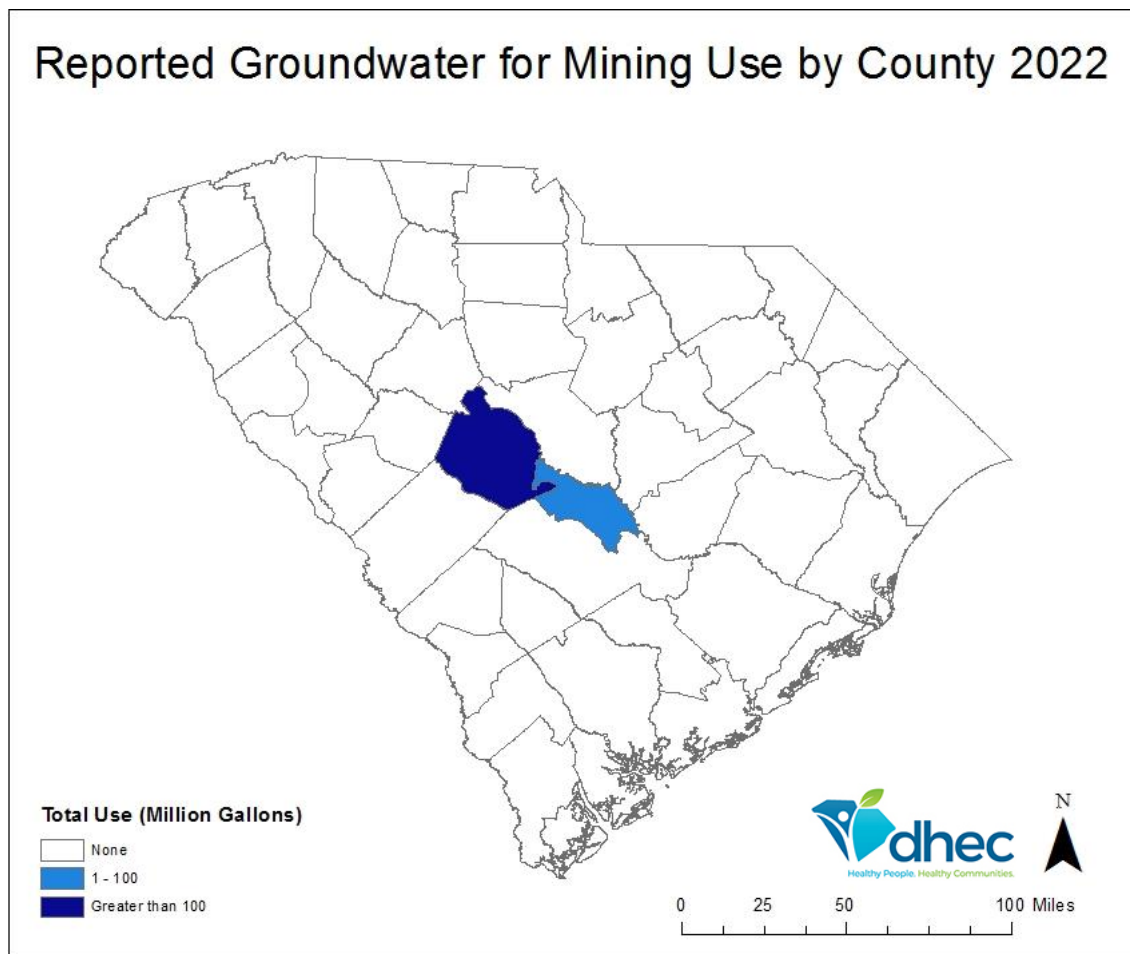 Reported Groundwater for Mining Use by County 2022
Total Use (Million Gallons)
None
1 - 100
Greater than 100
dhec
Healthy People. Healthy Communities.
N
0 25 50 100 Miles